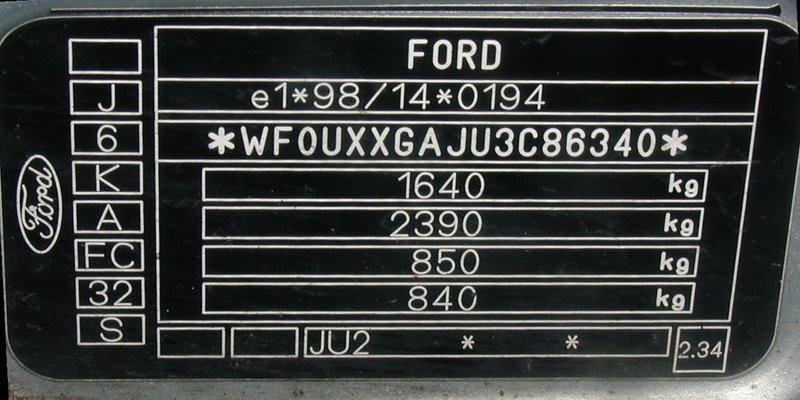 FORD
e1*98/14*0194
*WF0UXXGAJU3C86340*
1640 kg
2390 kg
850 kg
840 kg
JU2 * *
2.34
J
6
K
A
FC
32
S
Ford